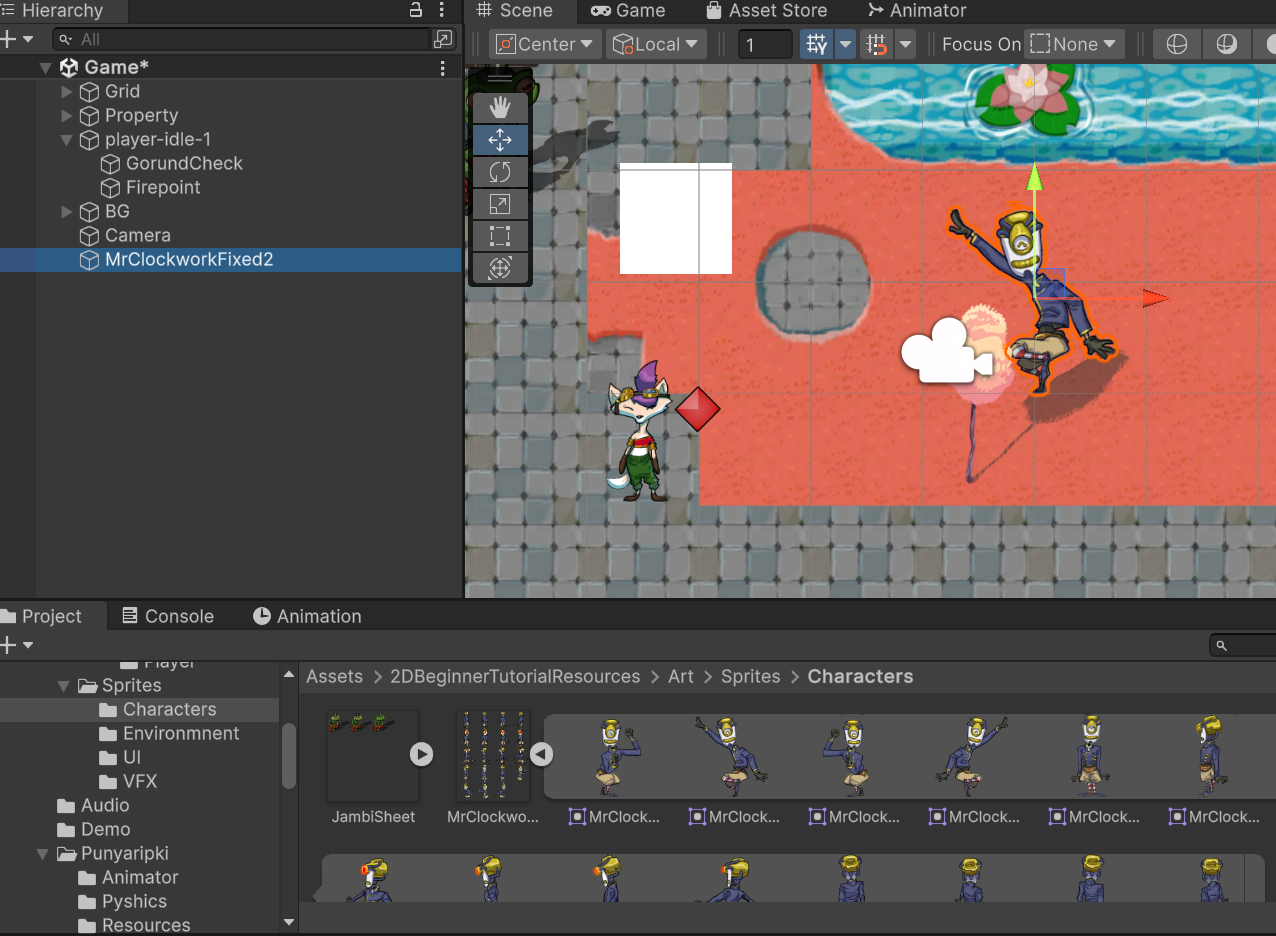 Hierarchy
Scene
Game
Asset Store
Animator
All
Center
Local
1
Focus On
None
Game*
Grid
Property
player-idle-1
GorundCheck
Firepoint
BG
Camera
MrClockworkFixed2
Project
Console
Animation
Player
Sprites
Characters
Environmnent
UI
VFX
Audio
Demo
Punyaripki
Animator
Pyshics
Resources
Assets > 2DBeginnerTutorialResources > Art > Sprites > Characters
JambiSheet
MrClockwo...
MrClock...
MrClock...
MrClock...
MrClock...
MrClock...
MrClock...